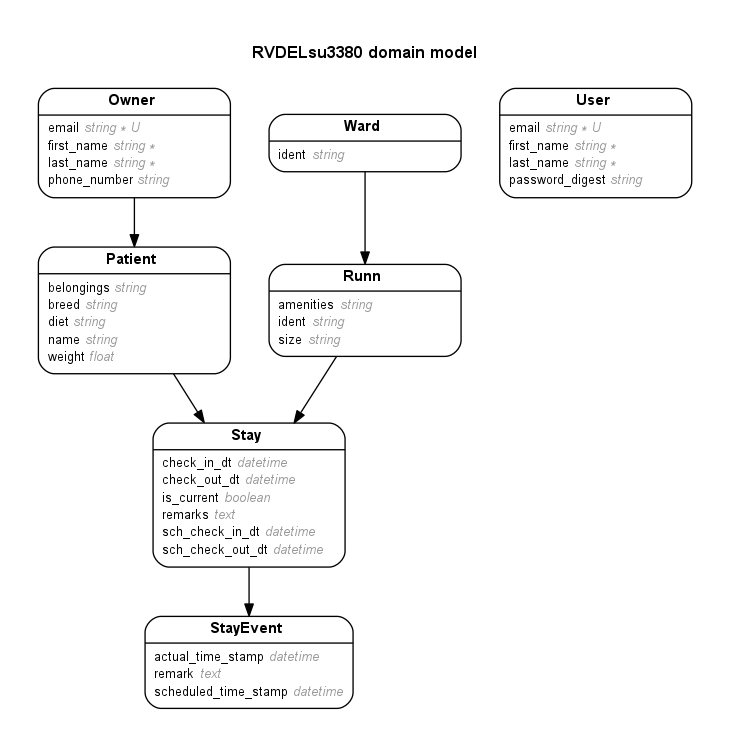 RVDELsu3380 domain model
Owner
email string ∗ U
first_name string ∗
last_name string ∗
phone_number string
Ward
ident string
User
email string ∗ U
first_name string ∗
last_name string ∗
password_digest string
Patient
belongings string
breed string
diet string
name string
weight float
Runn
amenities string
ident string
size string
Stay
check_in_dt datetime
check_out_dt datetime
is_current boolean
remarks text
sch_check_in_dt datetime
sch_check_out_dt datetime
StayEvent
actual_time_stamp datetime
remark text
scheduled_time_stamp datetime